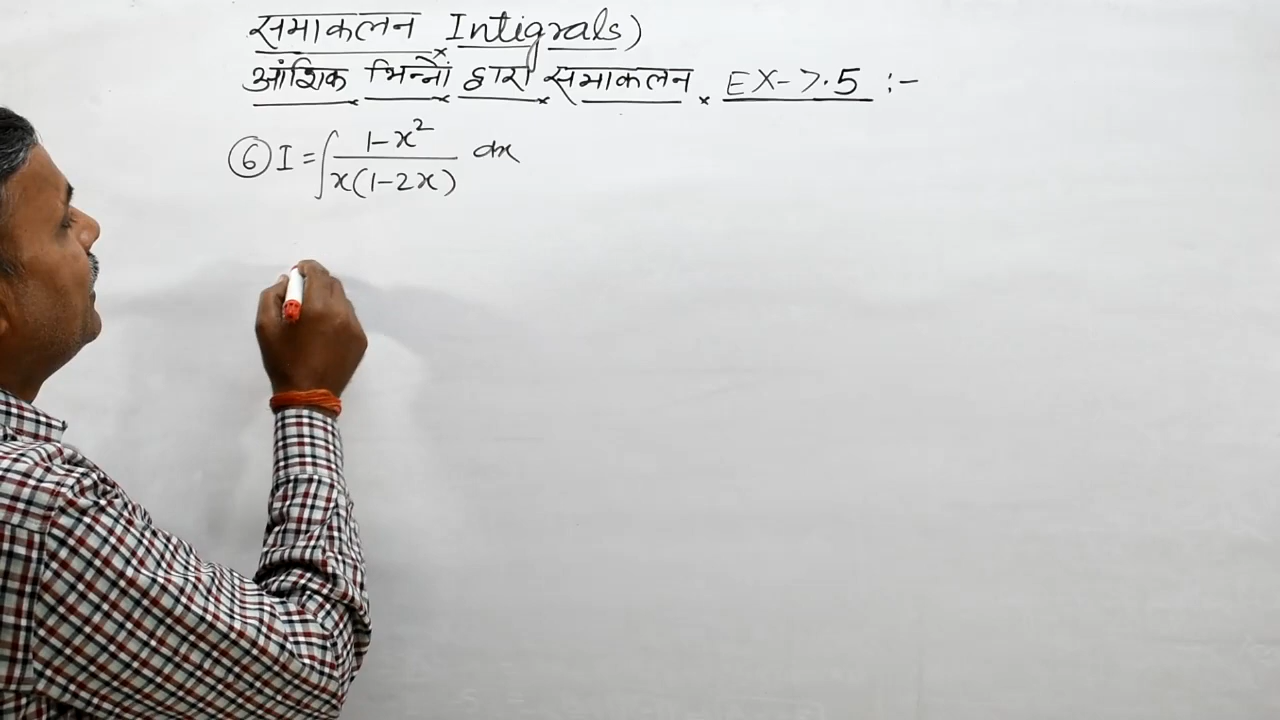 समाकलन Intigrals)
आंशिक भिन्नों द्वारा समाकलन EX-7.5 :-
⑥ I = ∫ (1-x²)/(x(1-2x)) dx